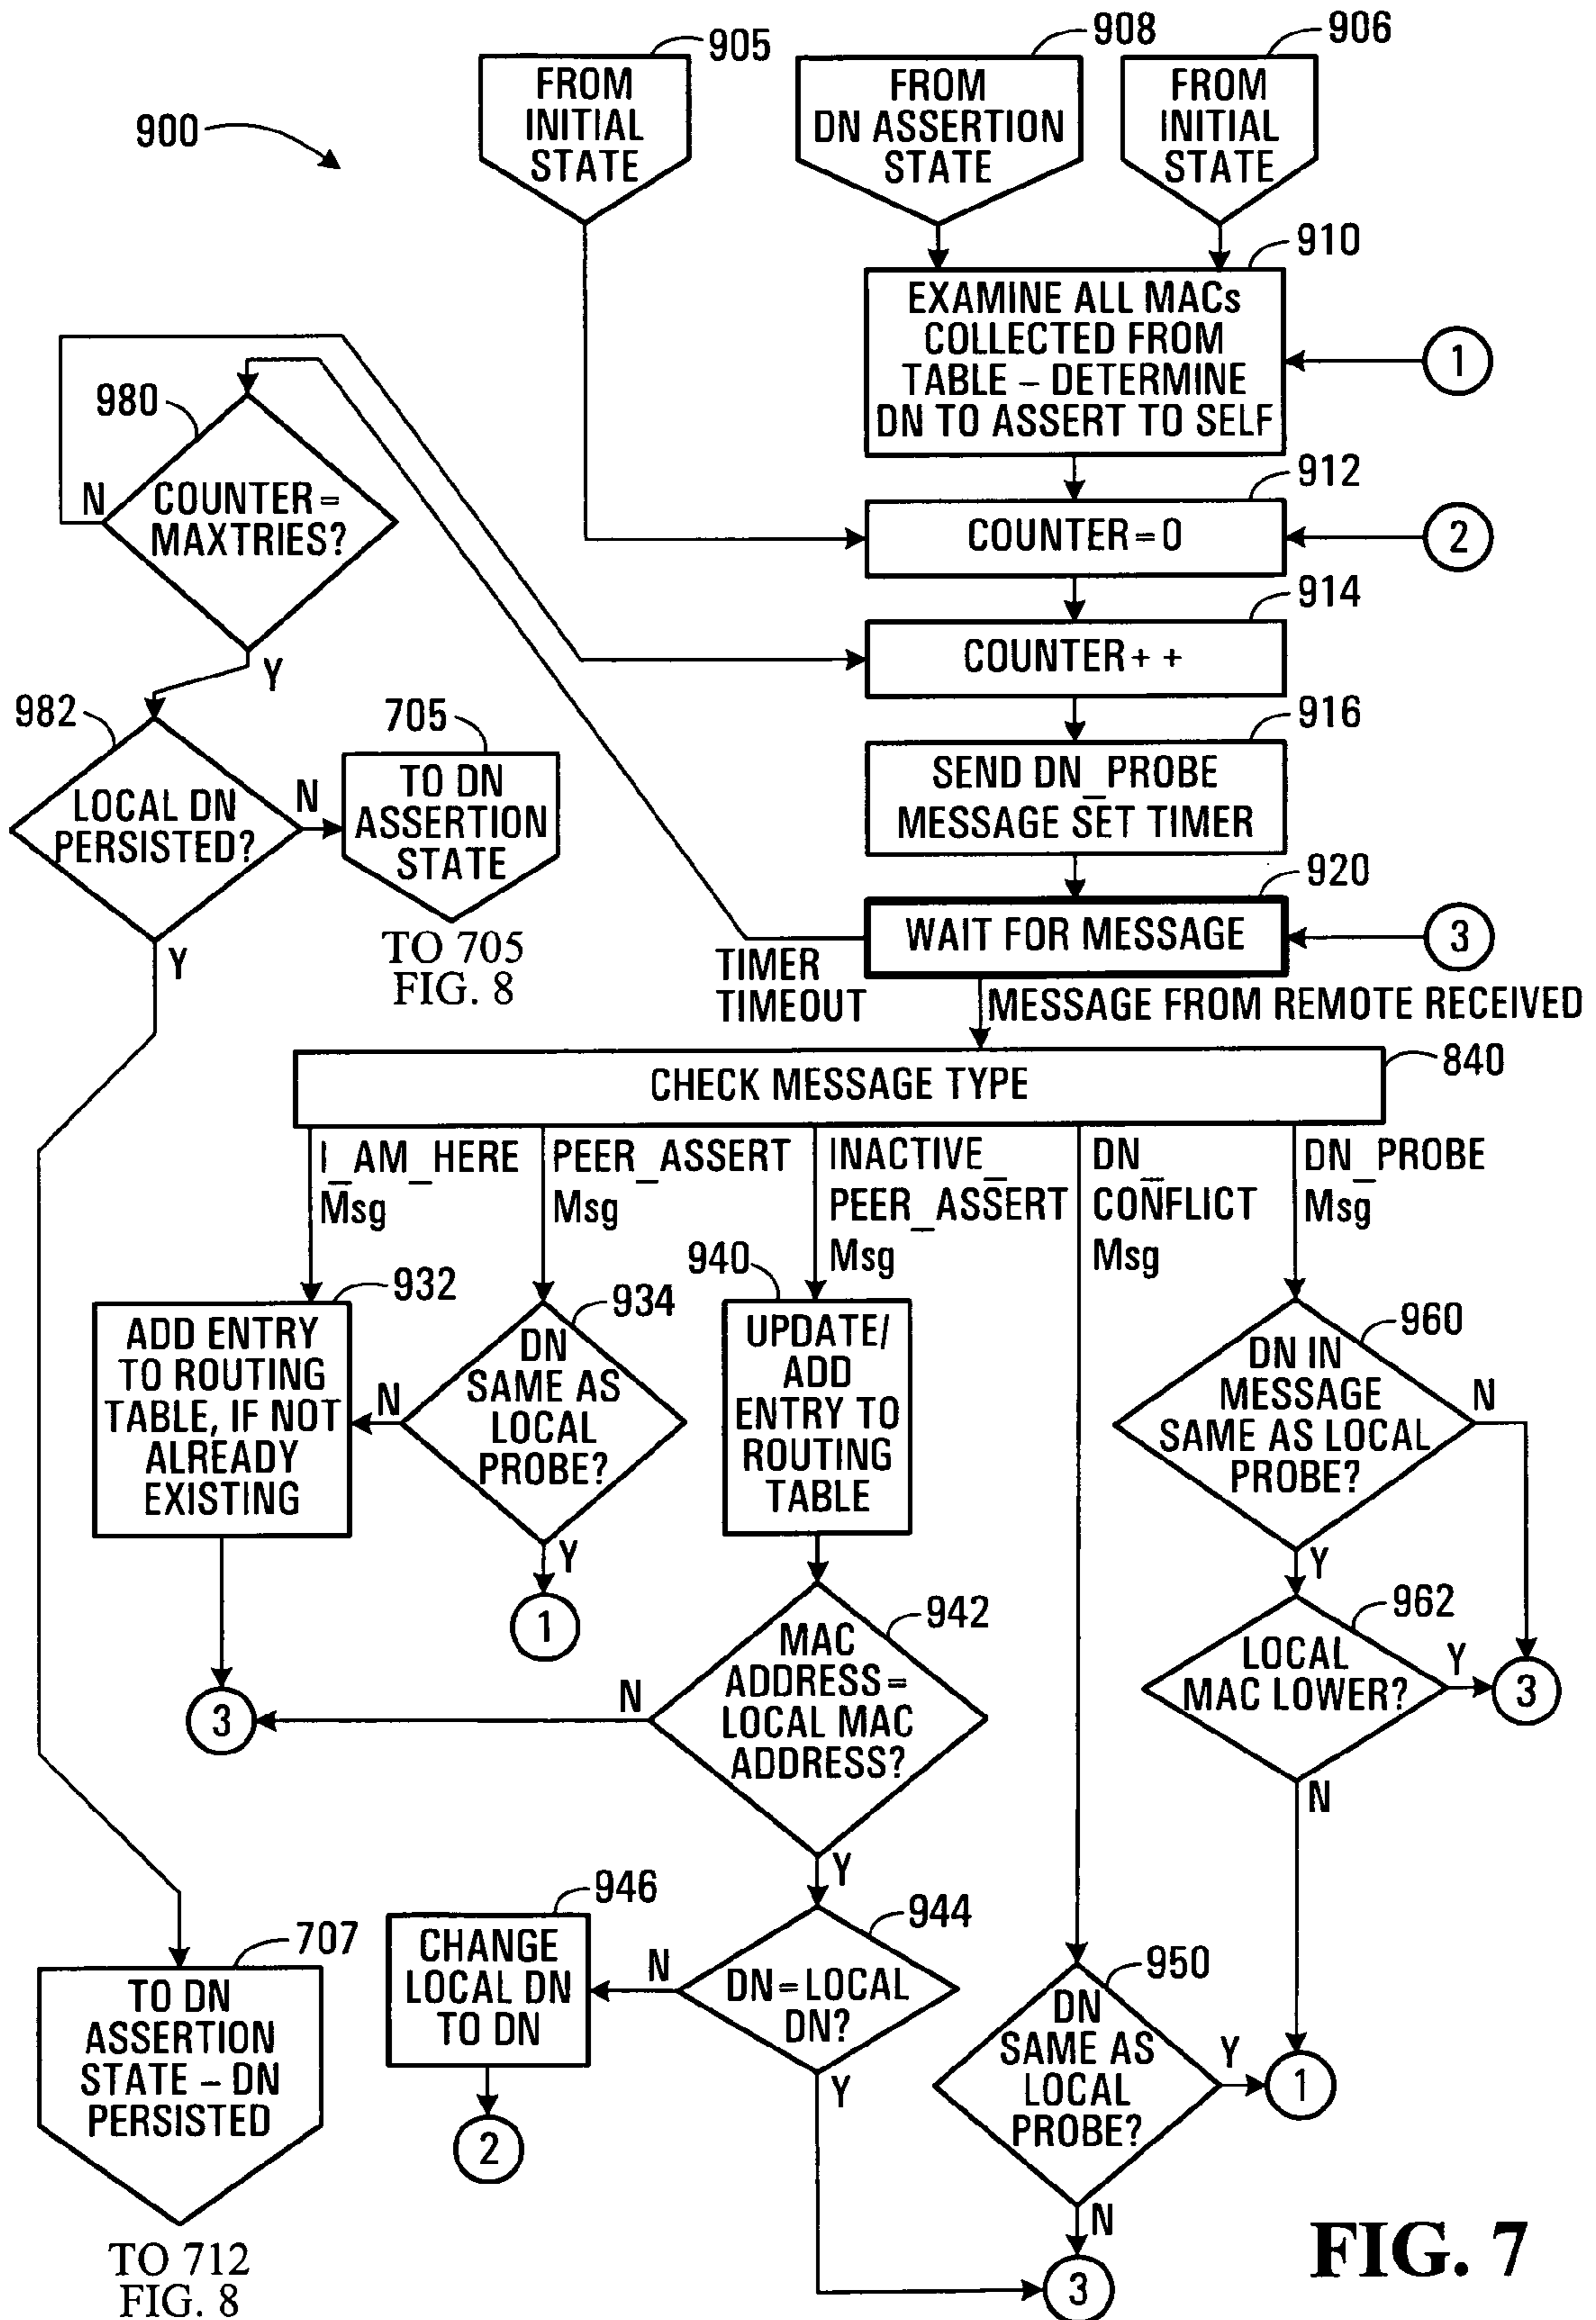 900
905
FROM
INITIAL
STATE
908
FROM
DN ASSERTION
STATE
906
FROM
INITIAL
STATE
910
EXAMINE ALL MACs
COLLECTED FROM
TABLE – DETERMINE
DN TO ASSERT TO SELF
1
912
COUNTER = 0
2
914
COUNTER + +
916
SEND DN_PROBE
MESSAGE SET TIMER
920
WAIT FOR MESSAGE
3
TIMER
TIMEOUT
MESSAGE FROM REMOTE RECEIVED
980
COUNTER =
MAXTRIES?
N
Y
982
LOCAL DN
PERSISTED?
N
Y
705
TO DN
ASSERTION
STATE
TO 705
FIG. 8
840
CHECK MESSAGE TYPE
I_AM_HERE
Msg
PEER_ASSERT
Msg
INACTIVE_
PEER_ASSERT
Msg
DN_
CONFLICT
Msg
DN_PROBE
Msg
932
ADD ENTRY
TO ROUTING
TABLE, IF NOT
ALREADY
EXISTING
3
934
DN
SAME AS
LOCAL
PROBE?
N
Y
1
940
UPDATE/
ADD
ENTRY TO
ROUTING
TABLE
942
MAC
ADDRESS =
LOCAL MAC
ADDRESS?
N
Y
944
DN = LOCAL
DN?
N
Y
946
CHANGE
LOCAL DN
TO DN
2
950
DN
SAME AS
LOCAL
PROBE?
Y
1
N
3
960
DN IN
MESSAGE
SAME AS LOCAL
PROBE?
N
Y
962
LOCAL
MAC LOWER?
Y
3
N
707
TO DN
ASSERTION
STATE – DN
PERSISTED
TO 712
FIG. 8
FIG. 7